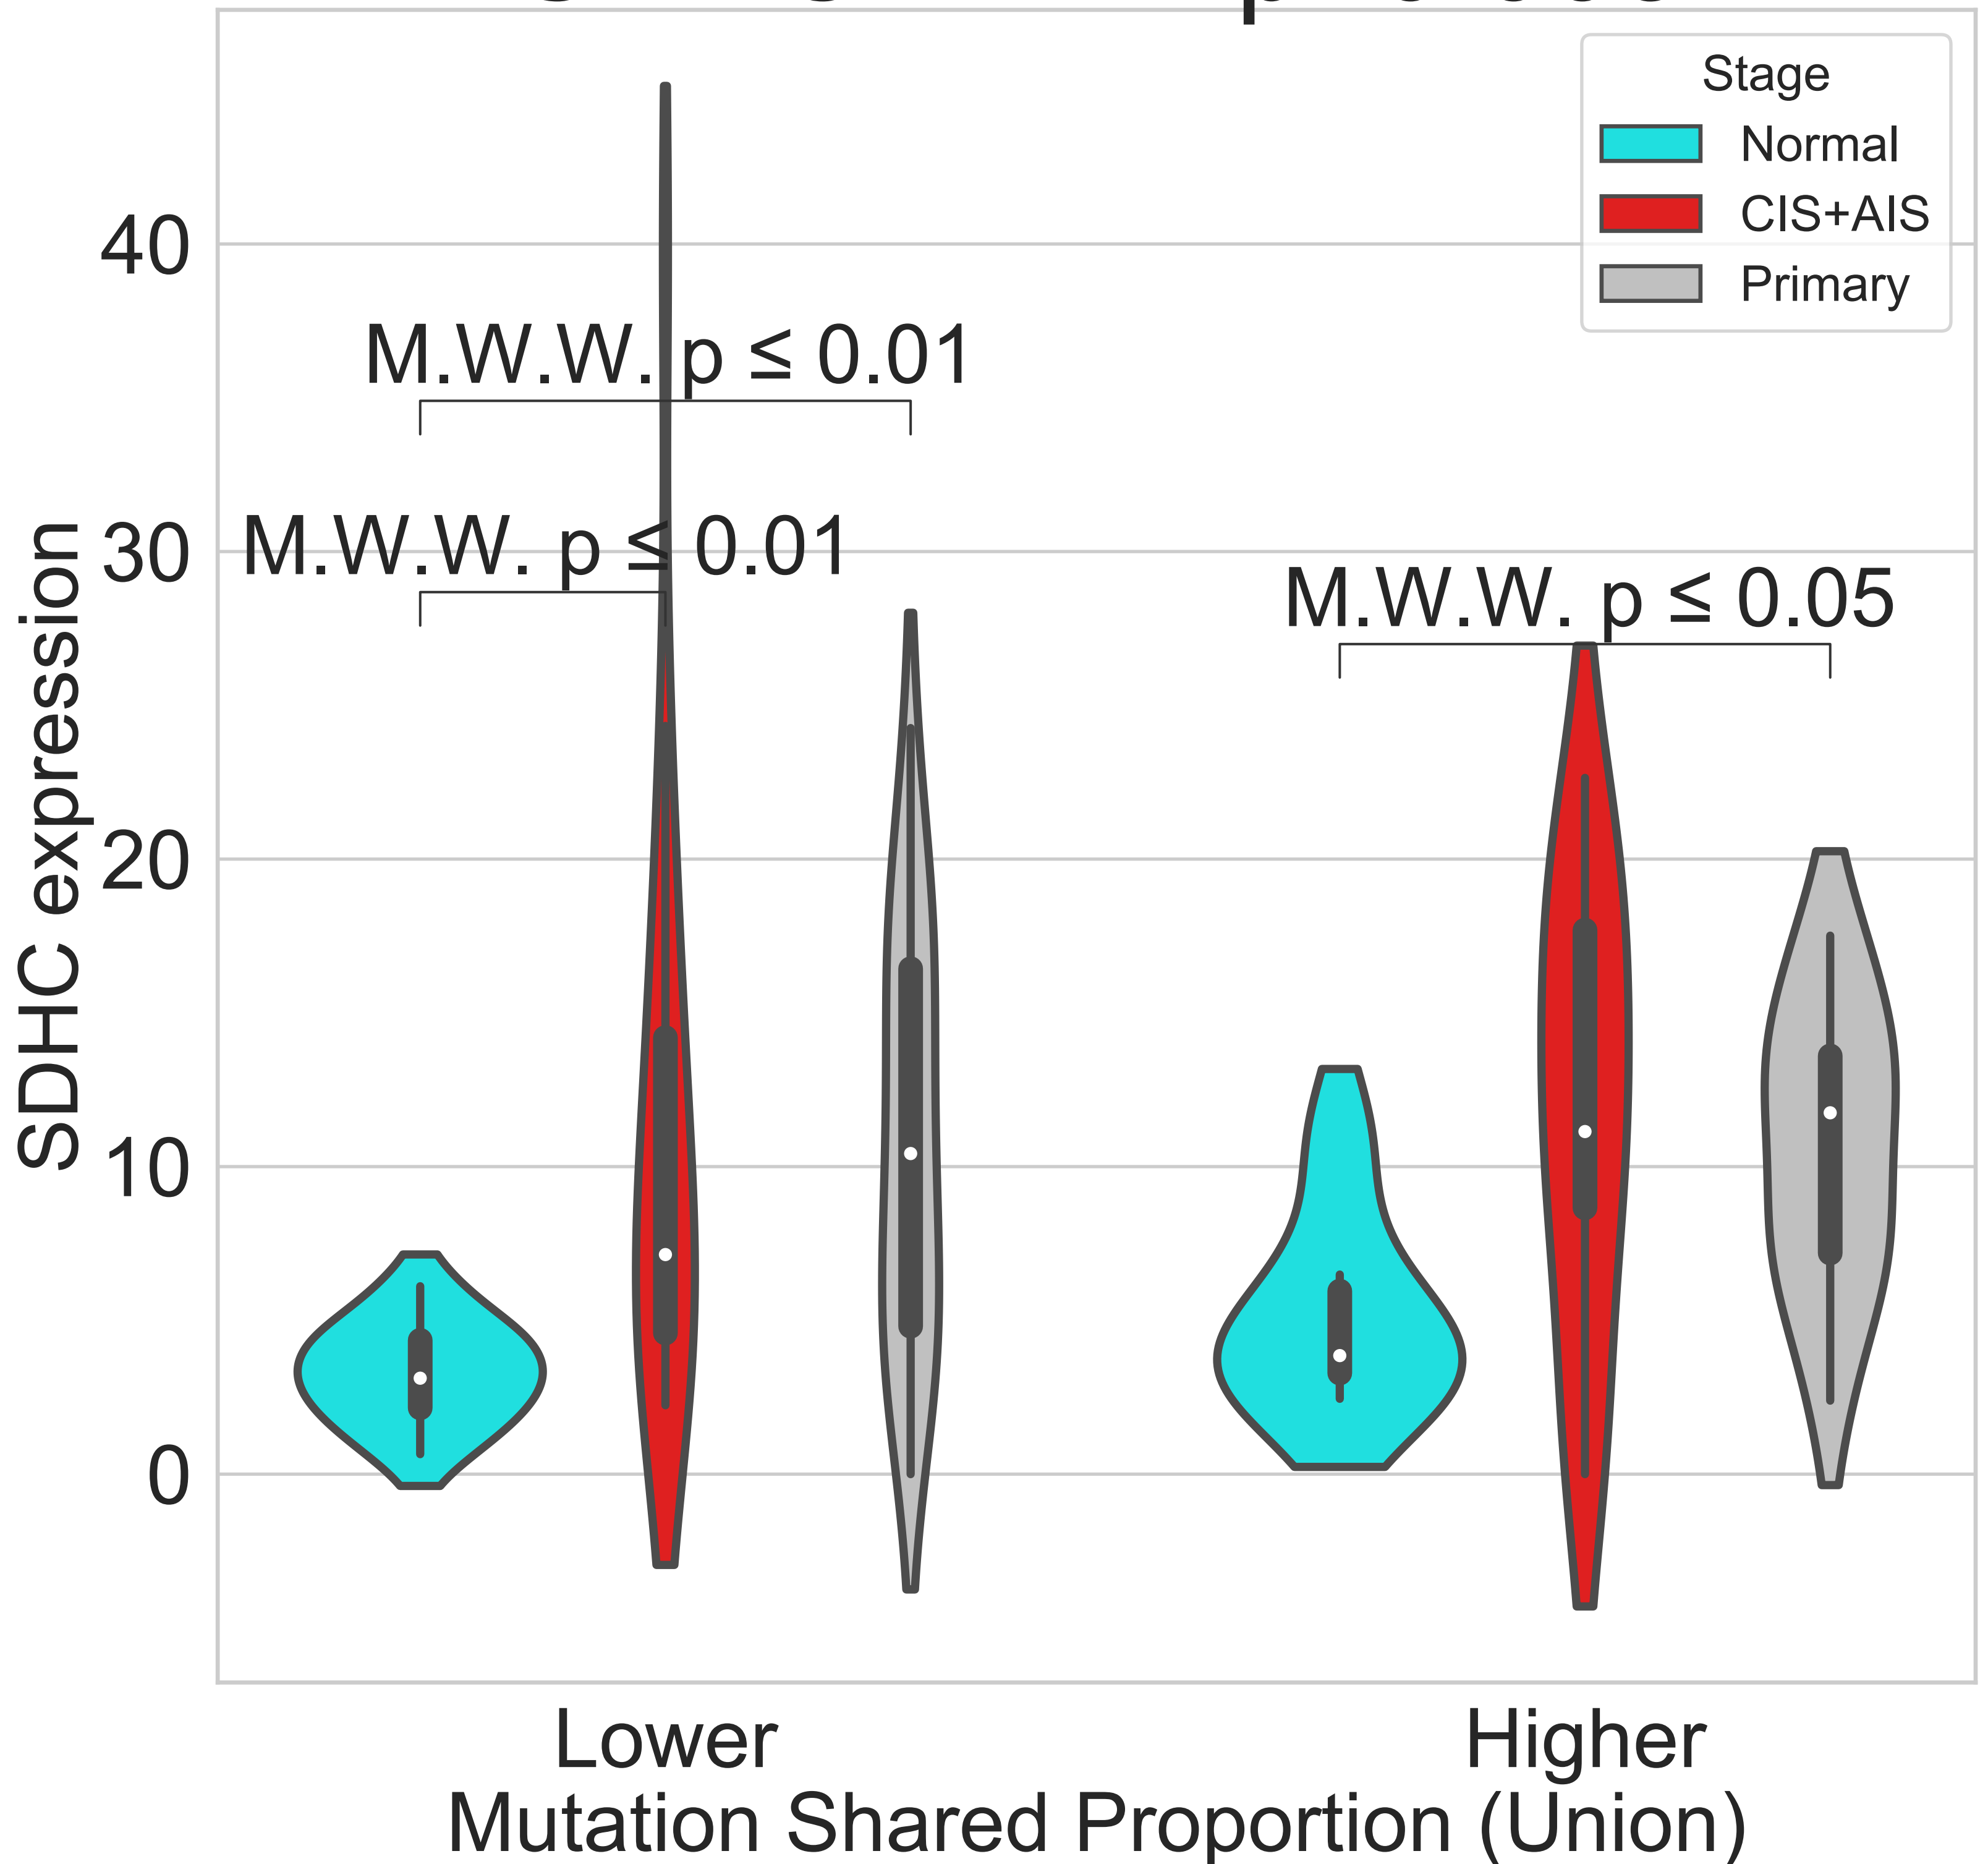 Stage
Normal
CIS+AIS
Primary
40
30
20
10
0
SDHC expression
M.W.W. p ≤ 0.01
M.W.W. p ≤ 0.01
M.W.W. p ≤ 0.05
Lower
Higher
Mutation Shared Proportion (Union)